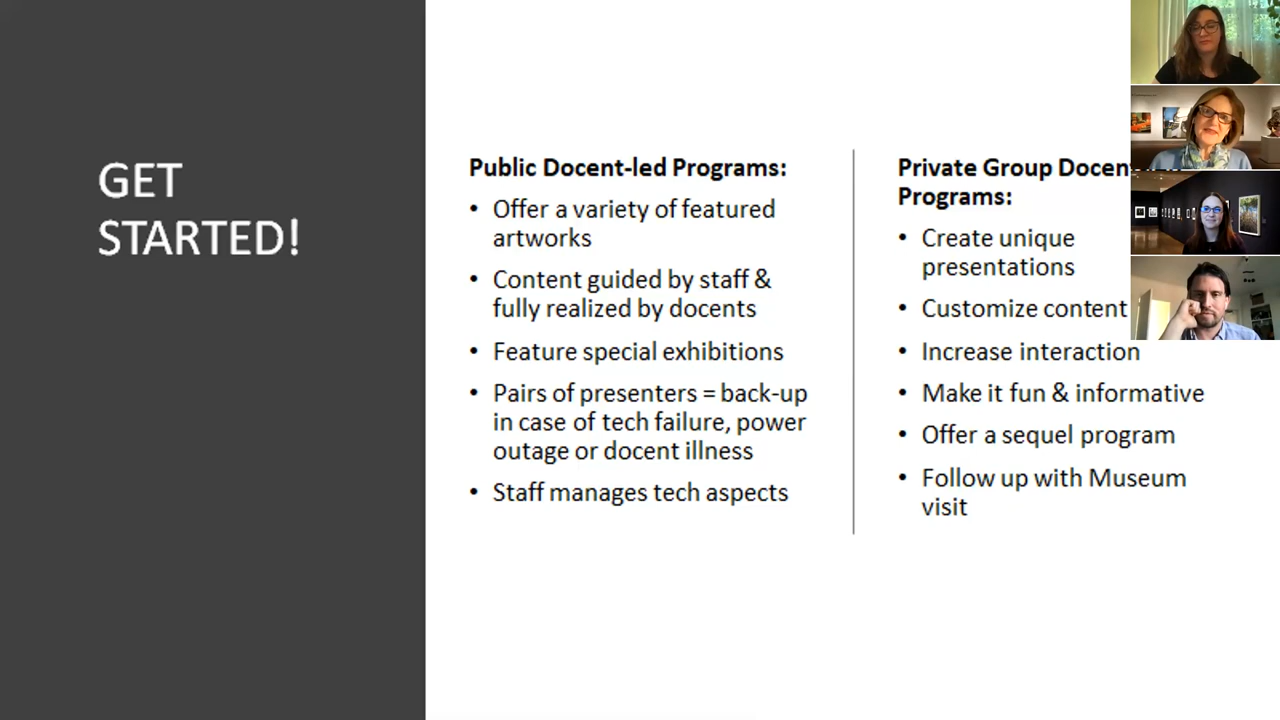 GET
STARTED!
Public Docent-led Programs:
• Offer a variety of featured
artworks
• Content guided by staff &
fully realized by docents
• Feature special exhibitions
• Pairs of presenters = back-up
in case of tech failure, power
outage or docent illness
• Staff manages tech aspects
Private Group
Programs:
• Create unique
presentations
• Customize content
• Increase interaction
• Make it fun & informative
• Offer a sequel program
• Follow up with Museum
visit